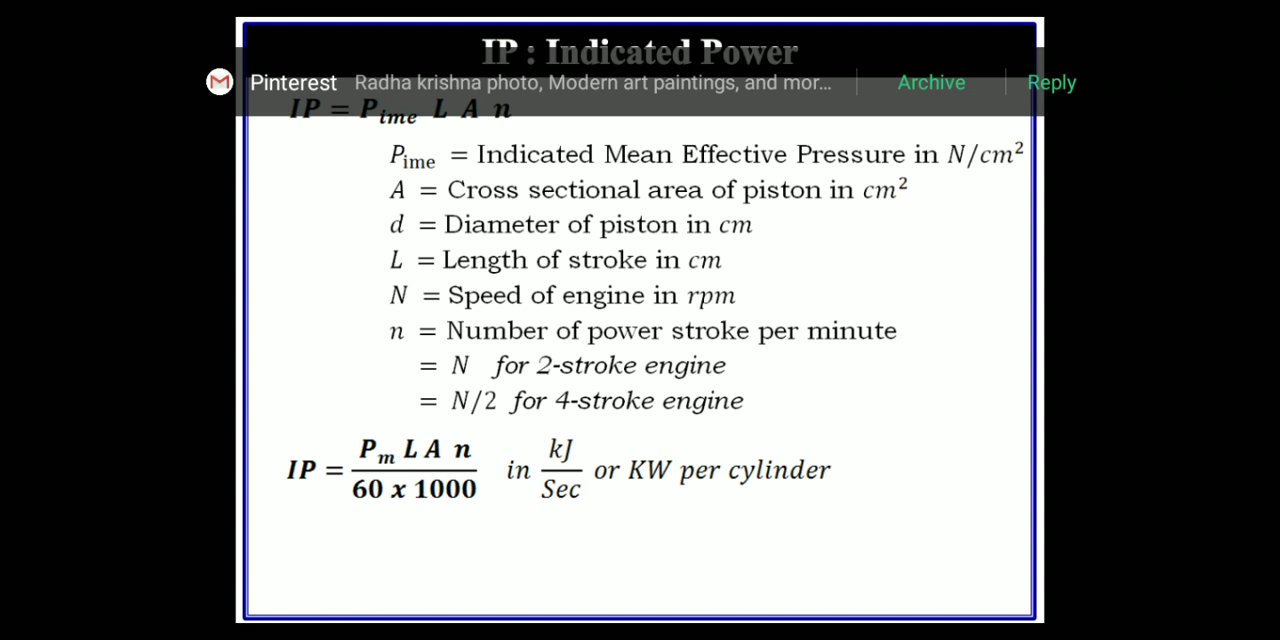 IP : Indicated Power
Pinterest Radha krishna photo, Modern art paintings, and mor... Archive Reply
IP = P_ime L A n
P_ime = Indicated Mean Effective Pressure in N/cm²
A = Cross sectional area of piston in cm²
d = Diameter of piston in cm
L = Length of stroke in cm
N = Speed of engine in rpm
n = Number of power stroke per minute
= N for 2-stroke engine
= N/2 for 4-stroke engine
IP = P_m L A n / 60 x 1000 in kJ / Sec or KW per cylinder